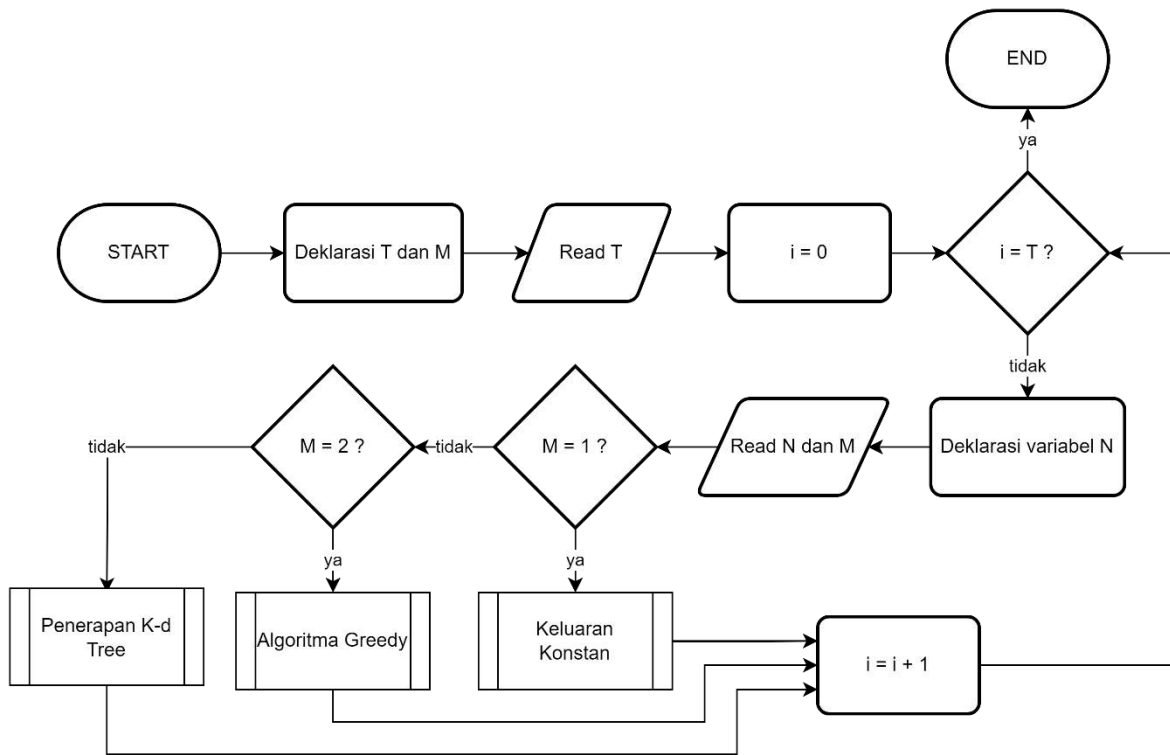 END
ya
START
Deklarasi T dan M
Read T
i = 0
i = T ?
tidak
Deklarasi variabel N
Read N dan M
M = 1 ?
tidak
M = 2 ?
tidak
ya
ya
Penerapan K-d
Tree
Algoritma Greedy
Keluaran
Konstan
i = i + 1